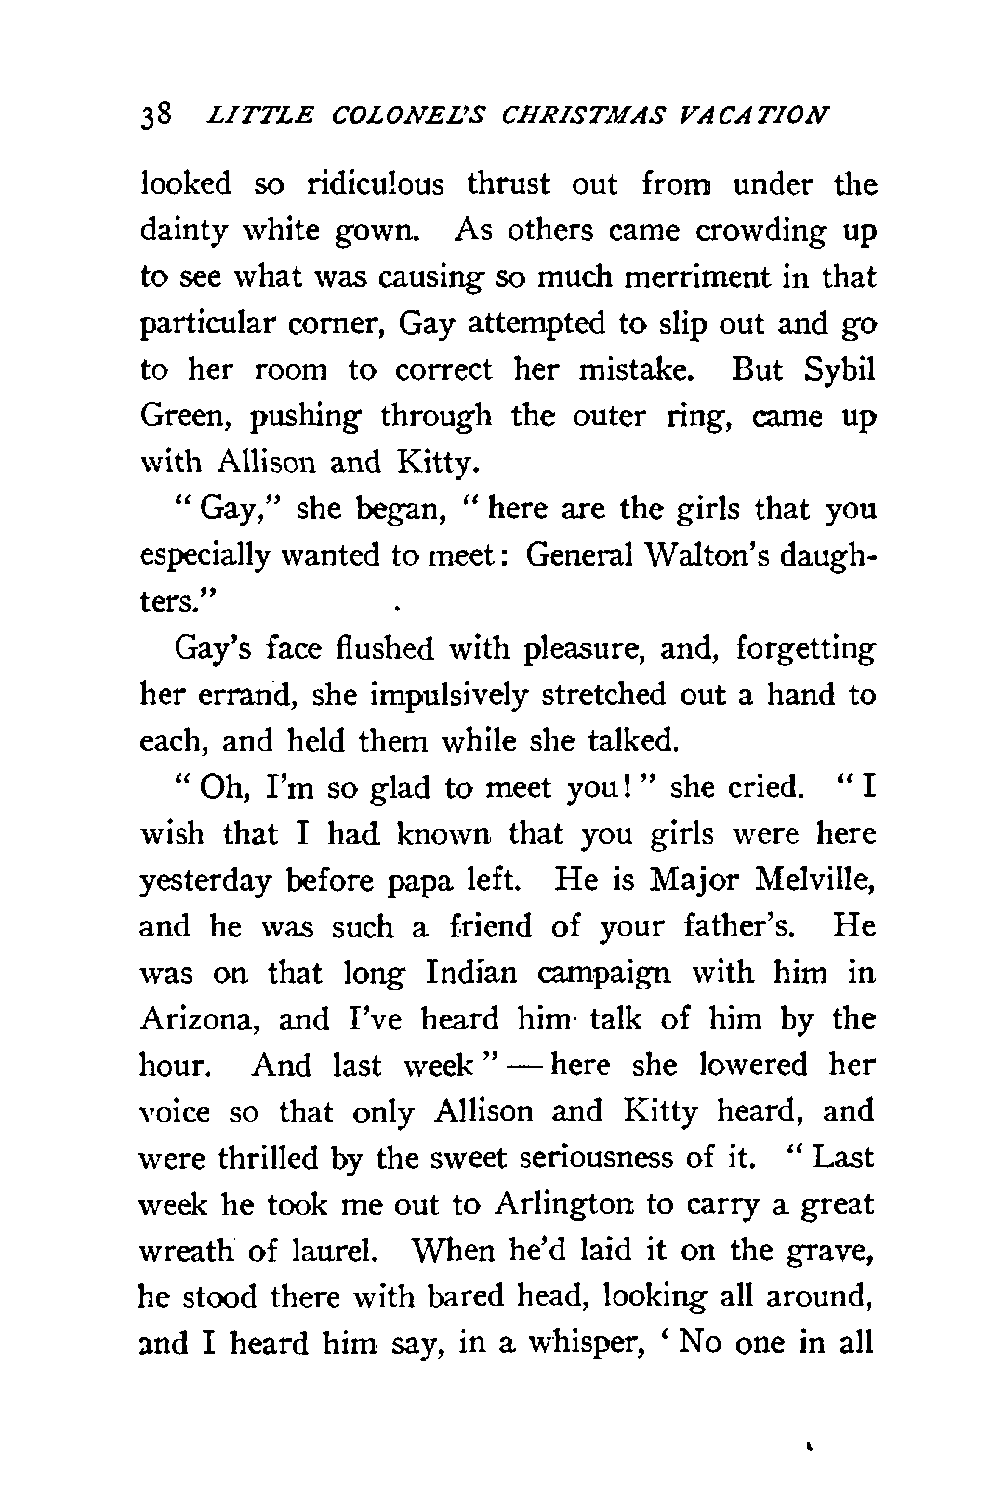 38 LITTLE COLONEL'S CHRISTMAS VACATION
looked so ridiculous thrust out from under the
dainty white gown. As others came crowding up
to see what was causing so much merriment in that
particular corner, Gay attempted to slip out and go
to her room to correct her mistake. But Sybil
Green, pushing through the outer ring, came up
with Allison and Kitty.
" Gay," she began, " here are the girls that you
especially wanted to meet : General Walton's daugh-
ters."
Gay's face flushed with pleasure, and, forgetting
her errand, she impulsively stretched out a hand to
each, and held them while she talked.
" Oh, I'm so glad to meet you! " she cried. " I
wish that I had known that you girls were here
yesterday before papa left. He is Major Melville,
and he was such a friend of your father's. He
was on that long Indian campaign with him in
Arizona, and I've heard him talk of him by the
hour. And last week " — here she lowered her
voice so that only Allison and Kitty heard, and
were thrilled by the sweet seriousness of it. " Last
week he took me out to Arlington to carry a great
wreath of laurel. When he'd laid it on the grave,
he stood there with bared head, looking all around,
and I heard him say, in a whisper, ' No one in all